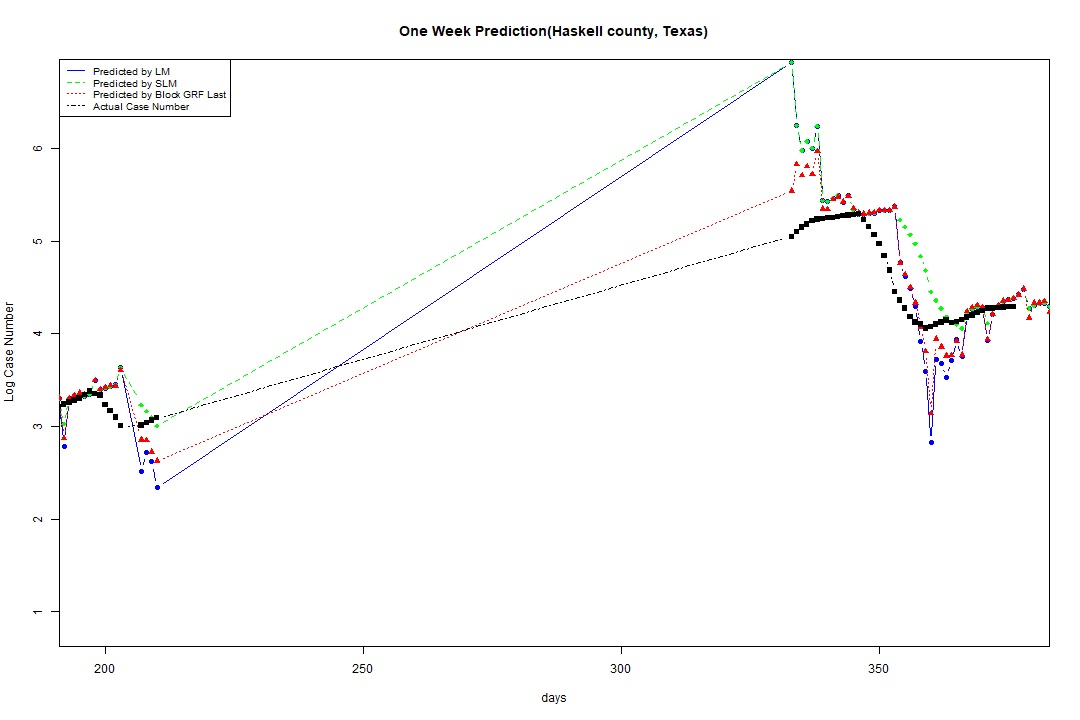 One Week Prediction(Haskell county, Texas)
Predicted by LM
Predicted by SLM
Predicted by Block GRF Last
Actual Case Number
Log Case Number
6
5
4
3
2
1
200
250
300
350
days